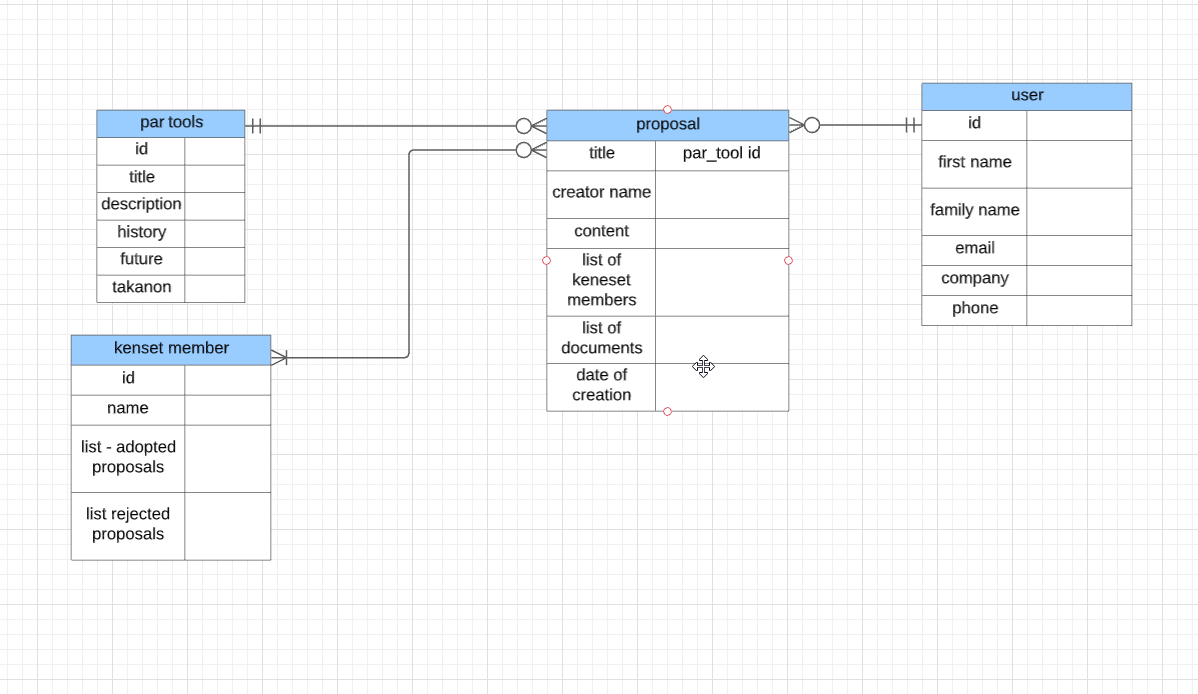 par tools
id
title
description
history
future
takanon
kenset member
id
name
list - adopted
proposals
list rejected
proposals
proposal
title
par_tool id
creator name
content
list of
keneset
members
list of
documents
date of
creation
user
id
first name
family name
email
company
phone